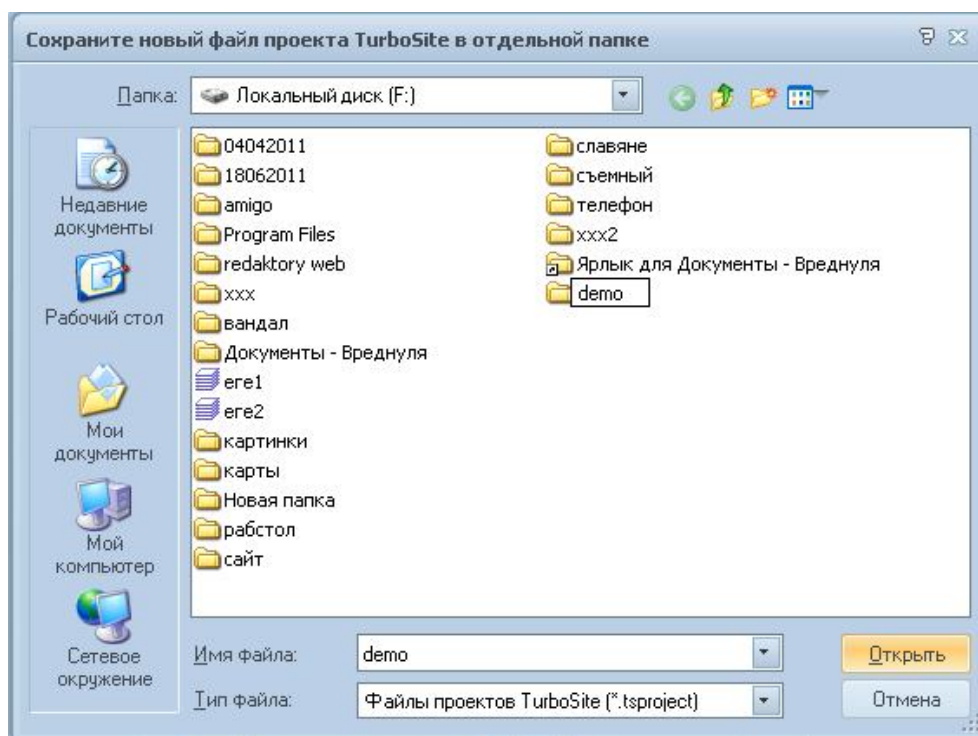 Сохраните новый файл проекта TurboSite в отдельной папке
Папка:
Локальный диск (F:)
Недавние
документы
Рабочий стол
Мои
документы
Мой
компьютер
Сетевое
окружение
04042011
18062011
amigo
Program Files
redaktory web
xxx
вандал
Документы - Вреднуля
еге1
еге2
картинки
карты
Новая папка
рабстол
сайт
славяне
съемный
телефон
xxx2
Ярлык для Документы - Вреднуля
demo
Имя файла:
demo
Открыть
Тип файла:
Файлы проектов TurboSite (*.tsproject)
Отмена